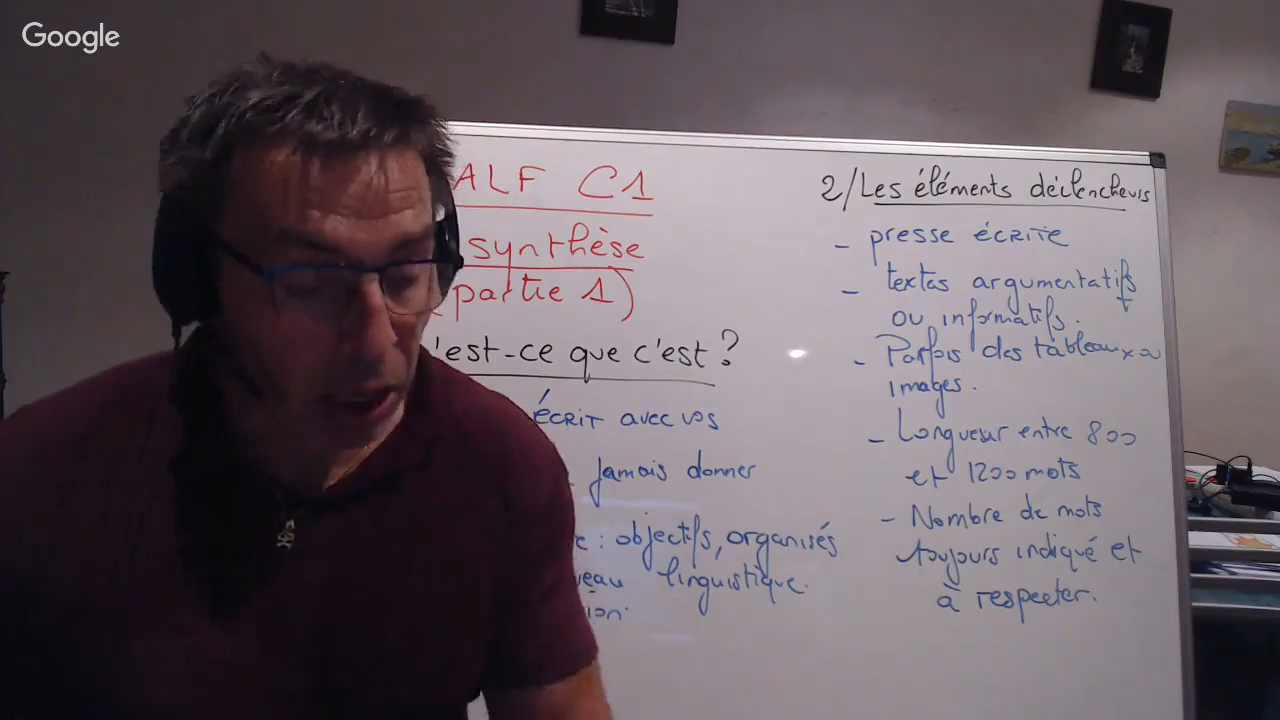 Google
ALF C1
synthèse
partie 1)
'est-ce que c'est ?
écrit avec vos
Jamais donner
: objectifs, organisés
eau linguistique.
ion.
2/ Les éléments déclencheurs
- presse écrite
- textes argumentatifs
ou informatifs.
- Parfois des tableaux ou
images.
- Longueur entre 800
et 1200 mots
- Nombre de mots
toujours indiqué et
à respecter.